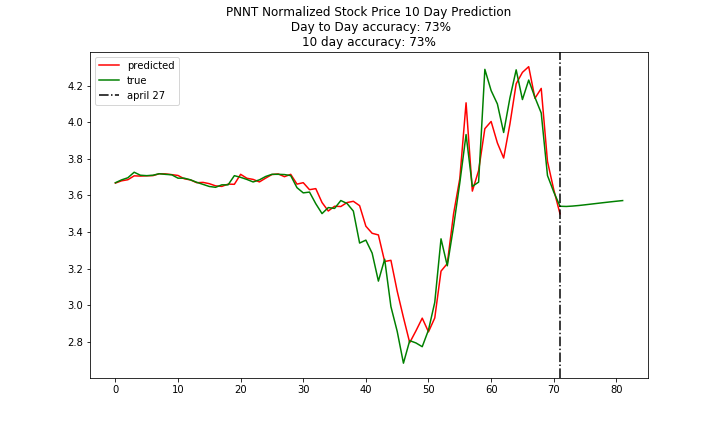 PNNT Normalized Stock Price 10 Day Prediction
Day to Day accuracy: 73%
10 day accuracy: 73%
predicted
true
april 27
4.2
4.0
3.8
3.6
3.4
3.2
3.0
2.8
0 10 20 30 40 50 60 70 80